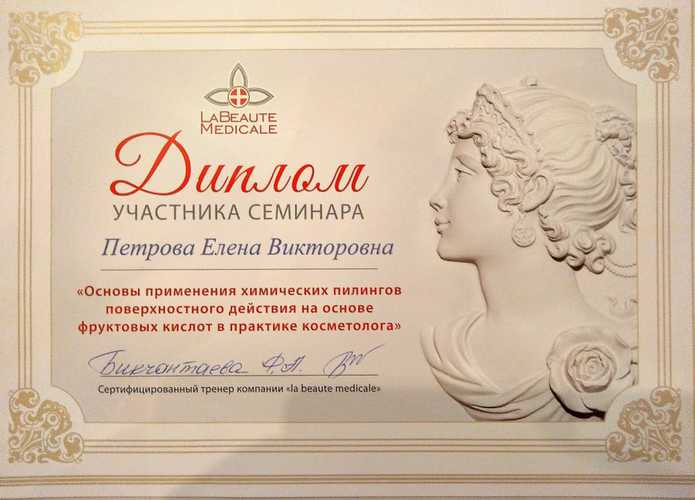 LaBeaute
Medicale
Диплом
УЧАСТНИКА СЕМИНАРА
Петрова Елена Викторовна
«Основы применения химических пилингов
поверхностного действия на основе
фруктовых кислот в практике косметолога»
Бикчантаева Ф.А.
Сертифицированный тренер компании «la beaute medicale»